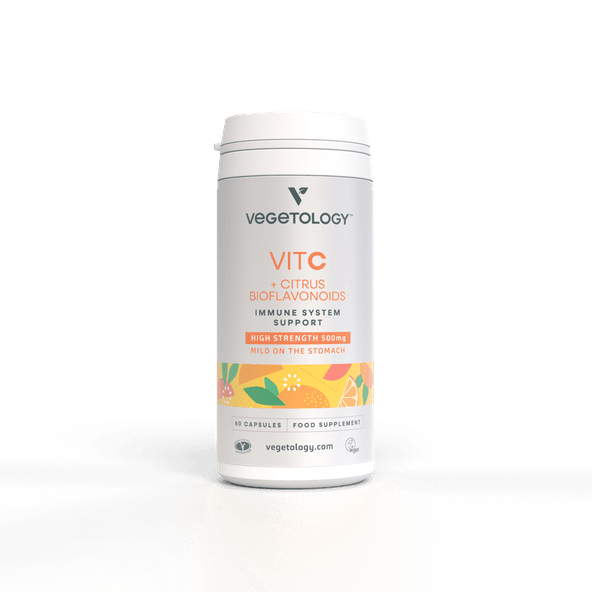 VEGETOLOGY™
VITC
+ CITRUS
BIOFLAVONOIDS
IMMUNE SYSTEM
SUPPORT
HIGH STRENGTH 500mg
MILD ON THE STOMACH
60 CAPSULES FOOD SUPPLEMENT
vegetology.com
vegan